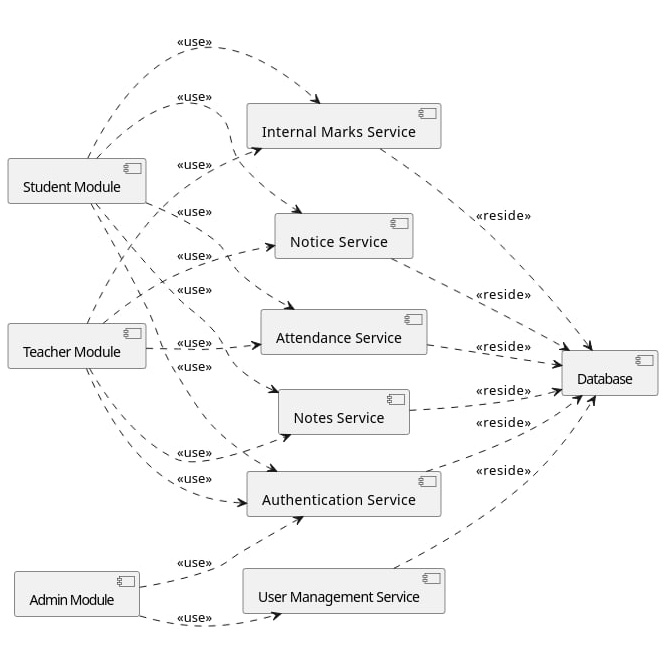 «use»
«use»
Internal Marks Service
«use»
Student Module
«use»
«reside»
Notice Service
«use»
«use»
«reside»
Attendance Service
Teacher Module
«use»
«reside»
«use»
Database
Notes Service
«reside»
«use»
«reside»
«use»
Authentication Service
«use»
Admin Module
User Management Service
«use»